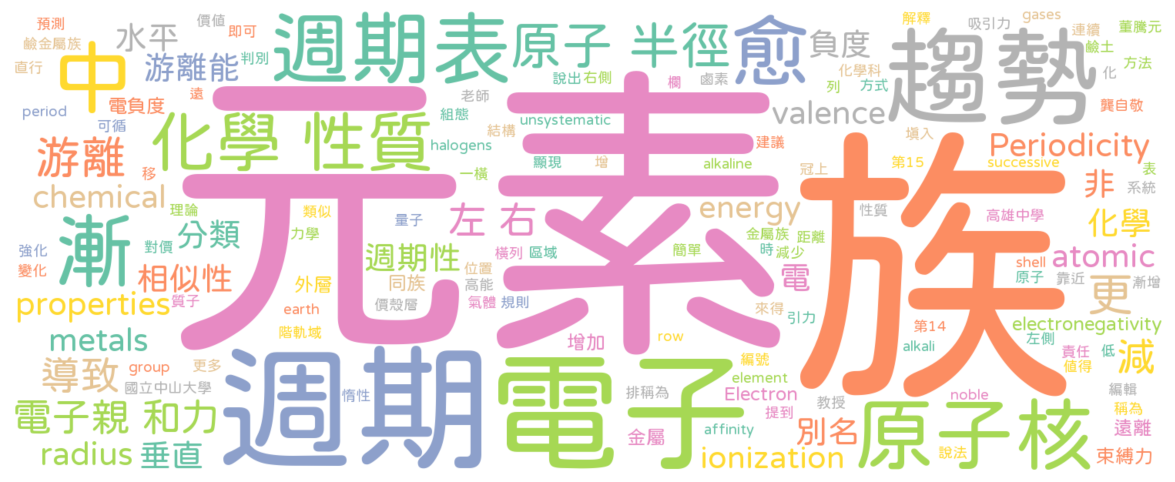 預測 價值 即可
鹼金屬族 水平
直行 中 游離能 判別
週期表 原子 半徑 愈 負度 趨勢
解釋 吸引力 gases 連續 董騰元
鹼土 方法 化
說出 右側 欄 鹵素 化學科 列 方式
period 電負度 遠 老師 組態
可循 結構 unsystematic valence 龔自敬
游離 化學 性質 halogens 顯現 增 alkaline 建議
塡入 第15 Periodicity successive 表
移 一橫 冠上 非 系統
chemical 理論 類似 量子 左 右 energy 性質 高雄中學 化學
元素 族
強化 漸 對價 分類 力學 橫列 區域 金屬族 時 距離 減少 簡單
變化 相似性 週期性 位置 shell atomic
同族 高能 電 原子 靠近 更 漸增
properties 質子 外層 價殼層 氣體 規則 來得
earth 引力 第14 electronegativity
metals 階軌域 增加 row alkali 左側 責任 低 減
導致 group 更多 週期 電子 編號 值得
國立中山大學 惰性 element 排稱為 Electron noble 編輯
電子親 和力 提到 教授 稱為 遠離
radius 垂直 金屬 affinity 別名 原子核
ionization 說法 束縛力